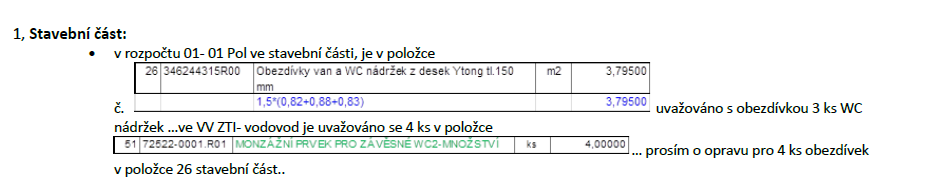 1, Stavební část:
• v rozpočtu 01- 01 Pol ve stavební části, je v položce
26 346244315R00 Obezdívky van a WC nádržek z desek Ytong tl.150 m2 3,79500
mm
1,5*(0,82+0,88+0,83) 3,79500
č. uvažováno s obezdívkou 3 ks WC
nádržek ...ve VV ZTI- vodovod je uvažováno se 4 ks v položce
51 72522-0001.R01 MONZÁŽNÍ PRVEK PRO ZÁVĚSNÉ WC2-MNOŽSTVÍ ks 4,00000
... prosím o opravu pro 4 ks obezdívek
v položce 26 stavební část..